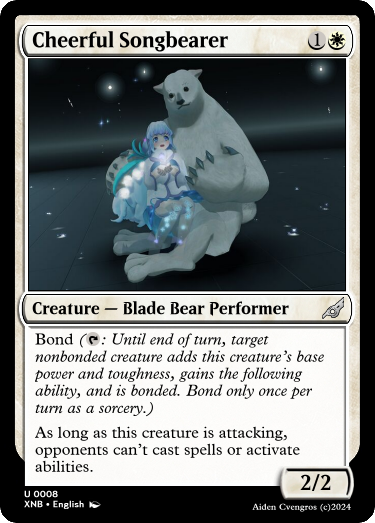 Cheerful Songbearer 1
Creature — Blade Bear Performer
Bond (: Until end of turn, target
nonbonded creature adds this creature's base
power and toughness, gains the following
ability, and is bonded. Bond only once per
turn as a sorcery.)
As long as this creature is attacking,
opponents can't cast spells or activate
abilities.
2/2
U 0008
XNB • English
Aiden Cvengros (c)2024